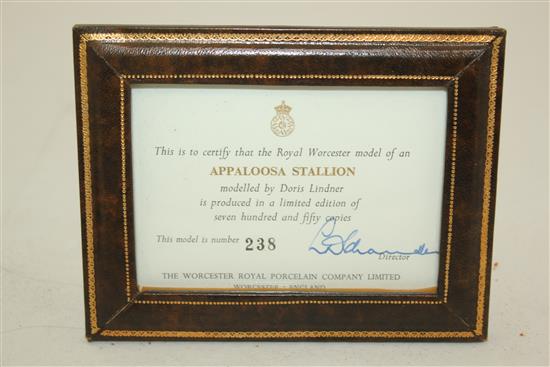 This is to certify that the Royal Worcester model of an
APPALOOSA STALLION
modelled by Doris Lindner
is produced in a limited edition of
seven hundred and fifty copies
This model is number 238
Director
THE WORCESTER ROYAL PORCELAIN COMPANY LIMITED
WORCESTER - ENGLAND